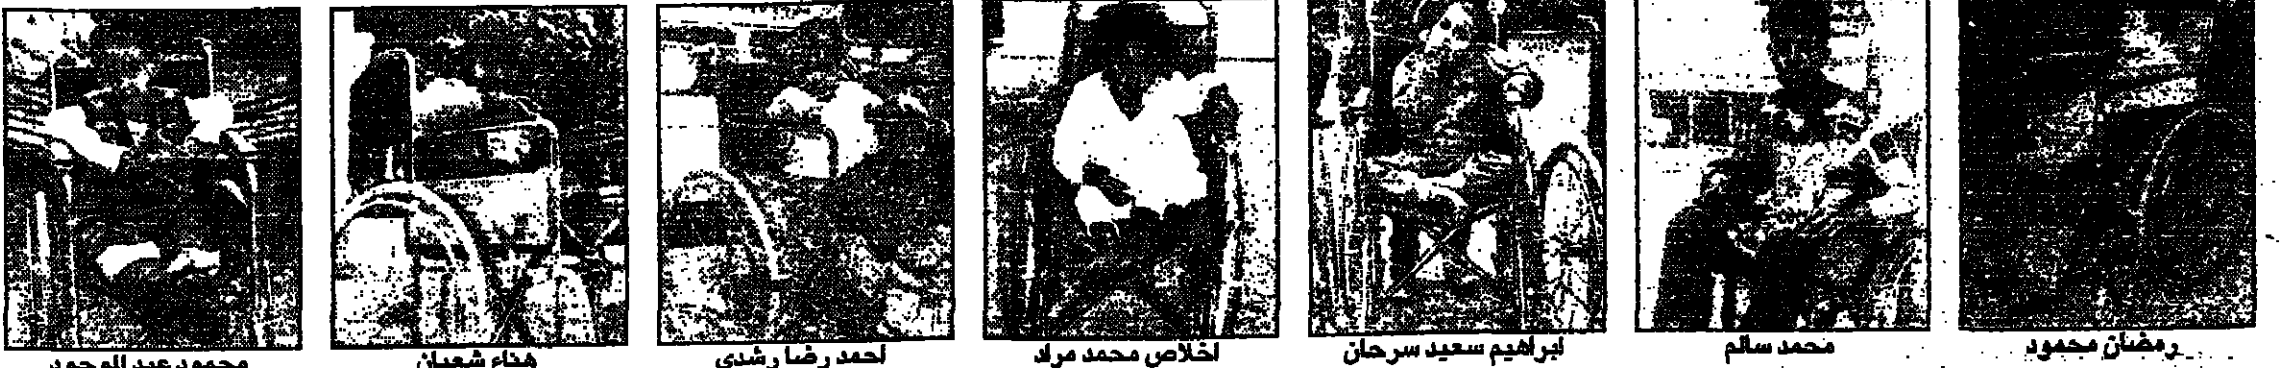 رمضان محمود
محمد سالم
ابراهيم سعيد سرحان
اخلاص محمد مراد
احمد رضا رشدى
هناء شعبان
محمود عبد الموجود